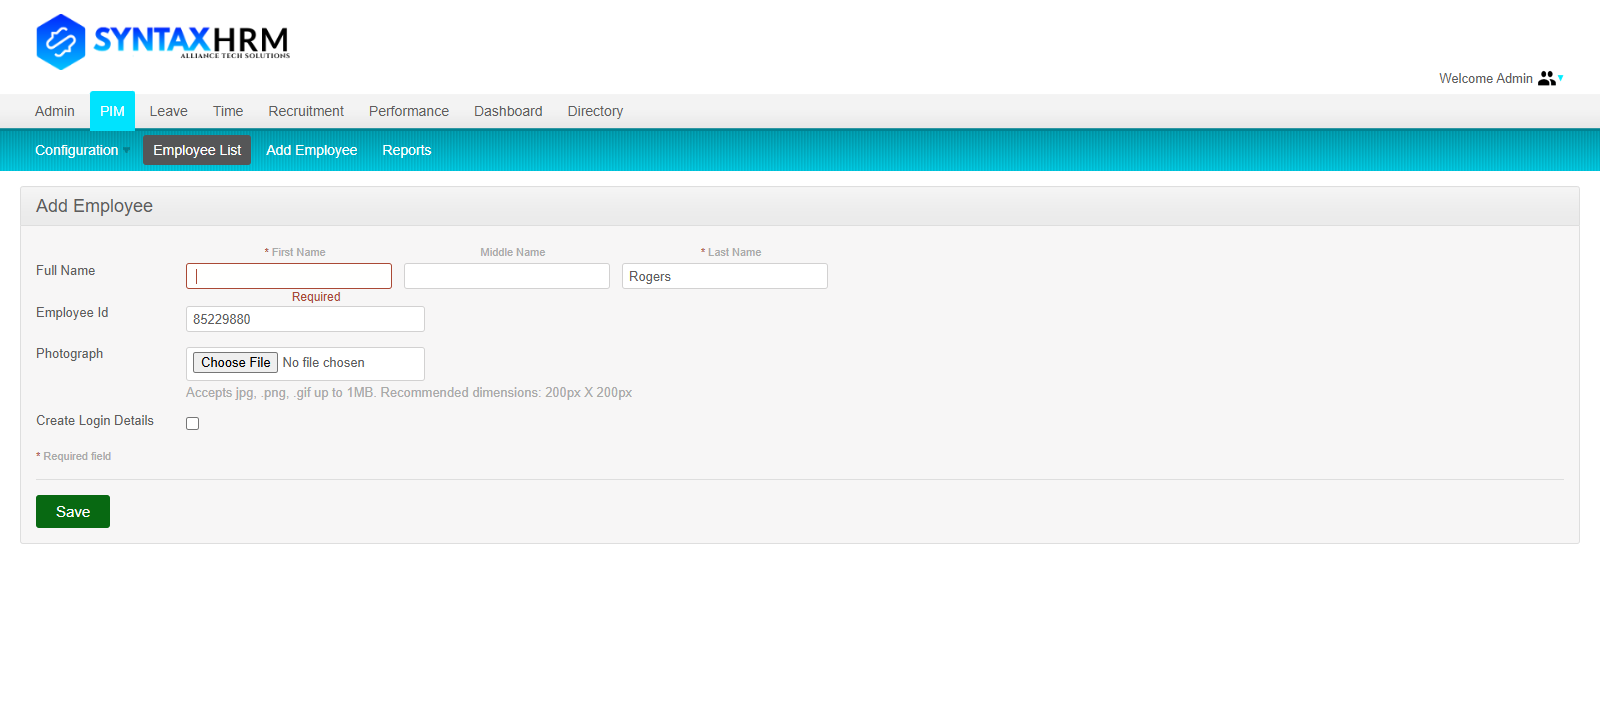 SYNTAXHRM
ALLIANCE TECH SOLUTIONS
Welcome Admin
Admin PIM Leave Time Recruitment Performance Dashboard Directory
Configuration Employee List Add Employee Reports
Add Employee
* First Name Middle Name * Last Name
Full Name Rogers
Required
Employee Id 85229880
Photograph Choose File No file chosen
Accepts jpg, .png, .gif up to 1MB. Recommended dimensions: 200px X 200px
Create Login Details
* Required field
Save